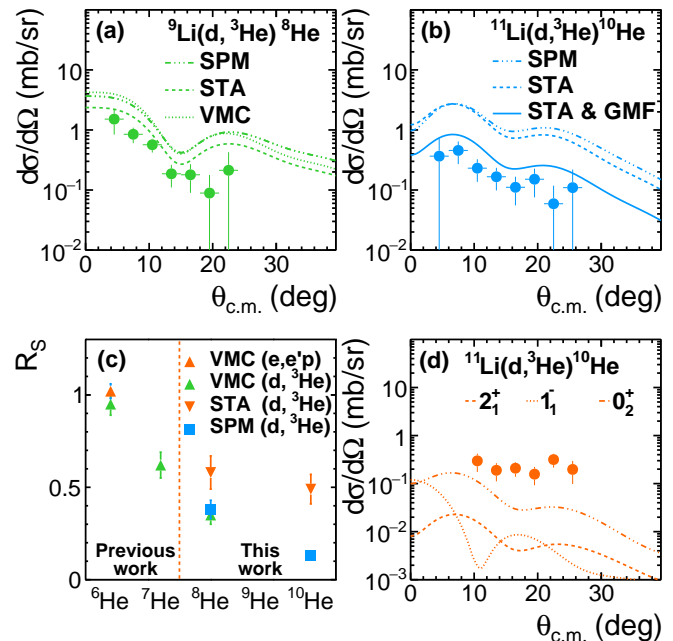 (a) ⁹Li(d, ³He) ⁸He
SPM
STA
VMC
dσ/dΩ (mb/sr)
10²
10
1
10⁻¹
10⁻²
0 10 20 30
θc.m. (deg)
(b) ¹¹Li(d,³He)¹⁰He
SPM
STA
STA & GMF
dσ/dΩ (mb/sr)
10²
10
1
10⁻¹
10⁻²
0 10 20 30
θc.m. (deg)
(c)
VMC (e,e'p)
VMC (d, ³He)
STA (d, ³He)
SPM (d, ³He)
R_S
1
0.5
0
Previous work
This work
⁶He ⁷He ⁸He ⁹He ¹⁰He
(d) ¹¹Li(d,³He)¹⁰He
2₁⁺ 1₁⁻ 0₂⁺
dσ/dΩ (mb/sr)
10²
10
1
10⁻¹
10⁻²
10⁻³
0 10 20 30
θc.m. (deg)